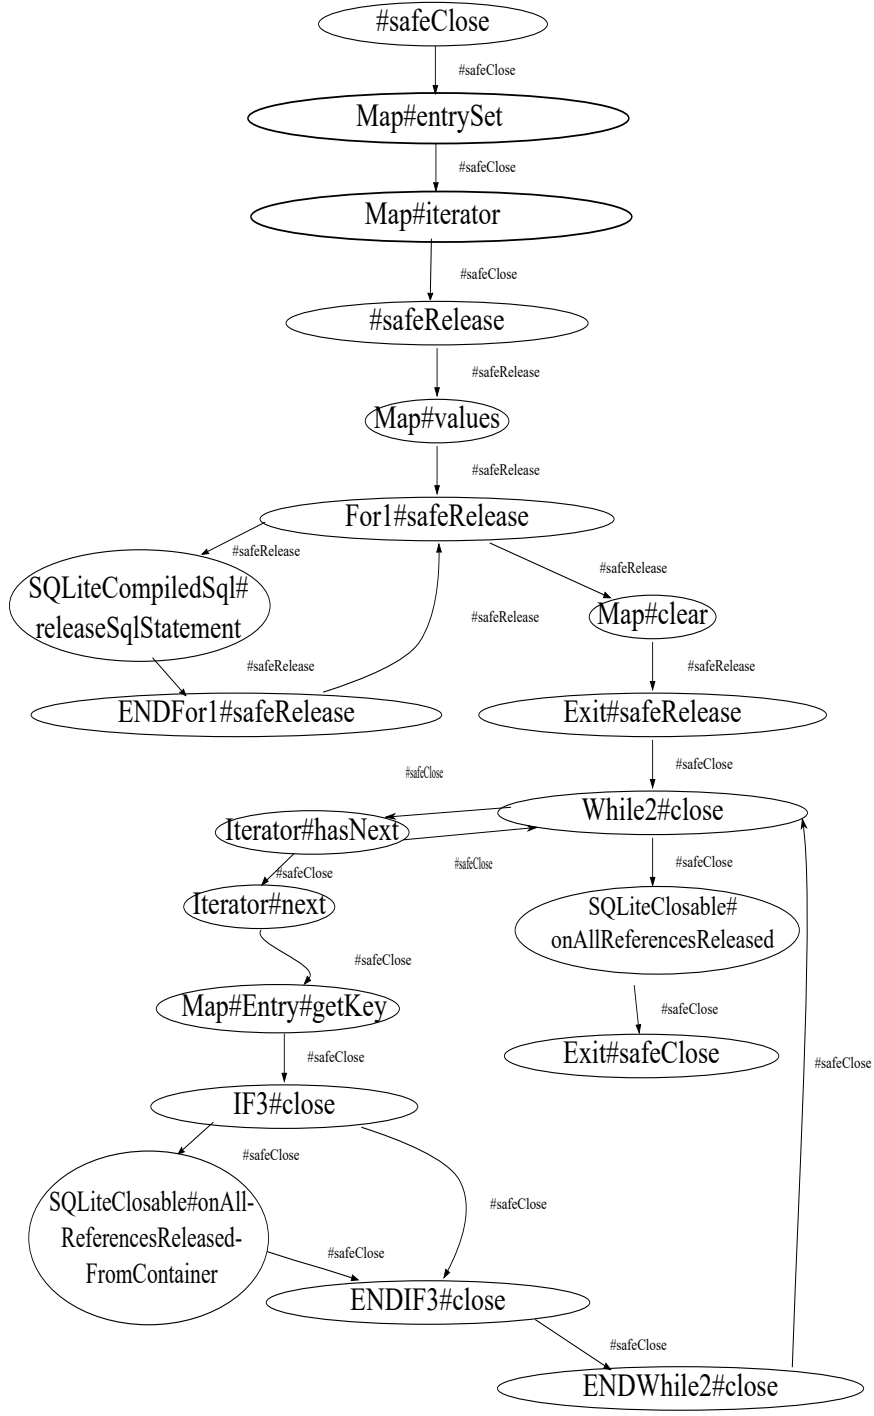 #safeClose
#safeClose
Map#entrySet
#safeClose
Map#iterator
#safeClose
#safeRelease
#safeRelease
Map#values
#safeRelease
For1#safeRelease
#safeRelease
#safeRelease
SQLiteCompiledSql#
releaseSqlStatement
#safeRelease
Map#clear
#safeRelease
#safeRelease
ENDFor1#safeRelease
Exit#safeRelease
#safeClose
#safeClose
While2#close
Iterator#hasNext
#safeClose
#safeClose
#safeClose
Iterator#next
SQLiteClosable#
onAllReferencesReleased
#safeClose
Map#Entry#getKey
#safeClose
#safeClose
Exit#safeClose
#safeClose
IF3#close
#safeClose
SQLiteClosable#onAll-
ReferencesReleased-
FromContainer
#safeClose
#safeClose
ENDIF3#close
#safeClose
ENDWhile2#close